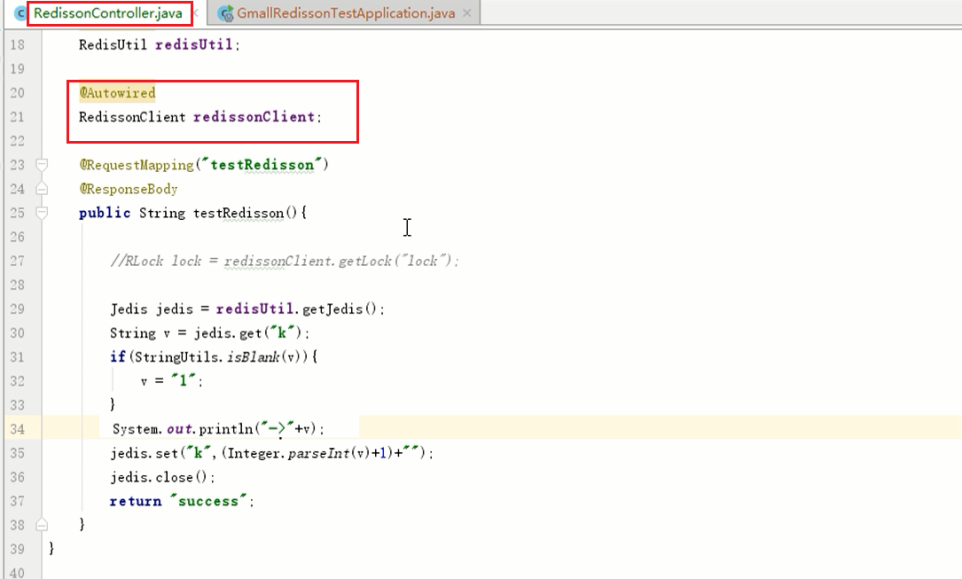 RedissonController.java × GmallRedissonTestApplication.java ×
18 RedisUtil redisUtil;
19
20 @Autowired
21 RedissonClient redissonClient;
22
23 @RequestMapping("testRedisson")
24 @ResponseBody
25 public String testRedisson(){
26
27 //RLock lock = redissonClient.getLock("lock");
28
29 Jedis jedis = redisUtil.getJedis();
30 String v = jedis.get("k");
31 if(StringUtils.isBlank(v)){
32 v = "1";
33 }
34 System.out.println("->"+v);
35 jedis.set("k",(Integer.parseInt(v)+1)+"");
36 jedis.close();
37 return "success";
38 }
39 }
40